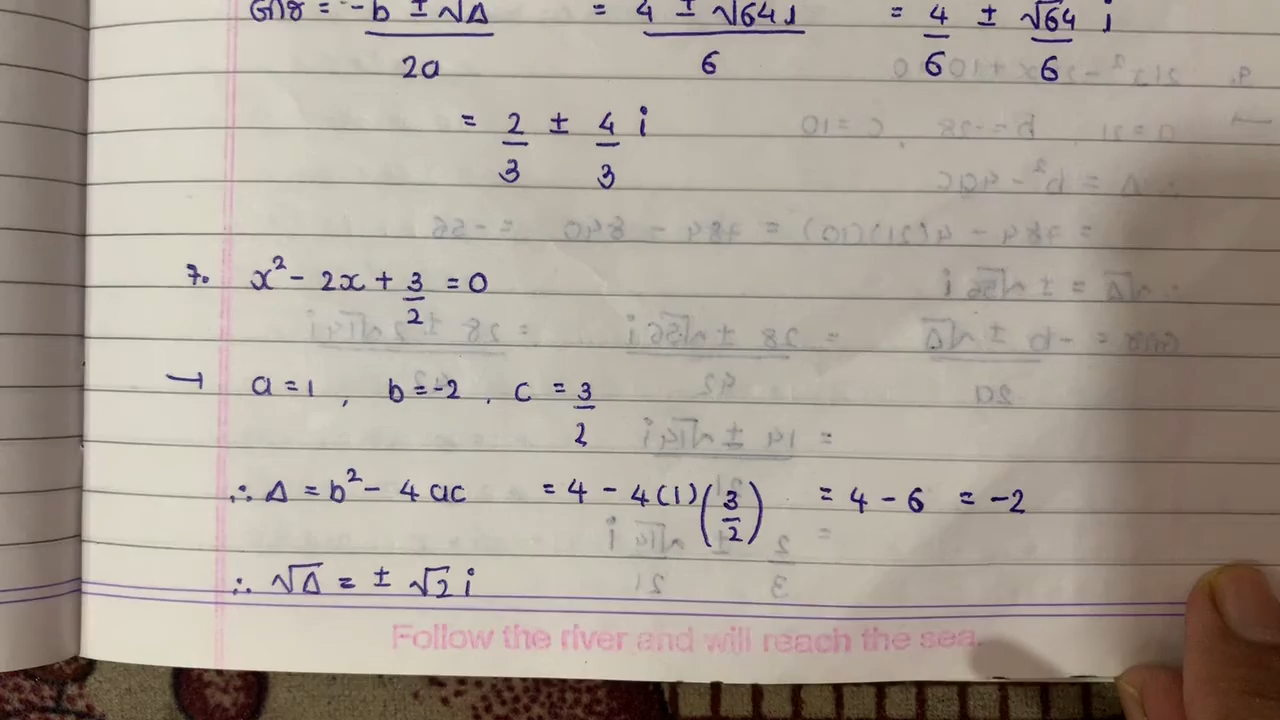 = -b ± √Δ / 2a = 4 ± √64 i / 6 = 4/6 ± √64/6 i
= 2/3 ± 4/3 i
7. x² - 2x + 3/2 = 0
→ a = 1 , b = -2 , c = 3/2
∴ Δ = b² - 4ac = 4 - 4(1)(3/2) = 4 - 6 = -2
∴ √Δ = ± √2 i
Follow the river and will reach the sea.